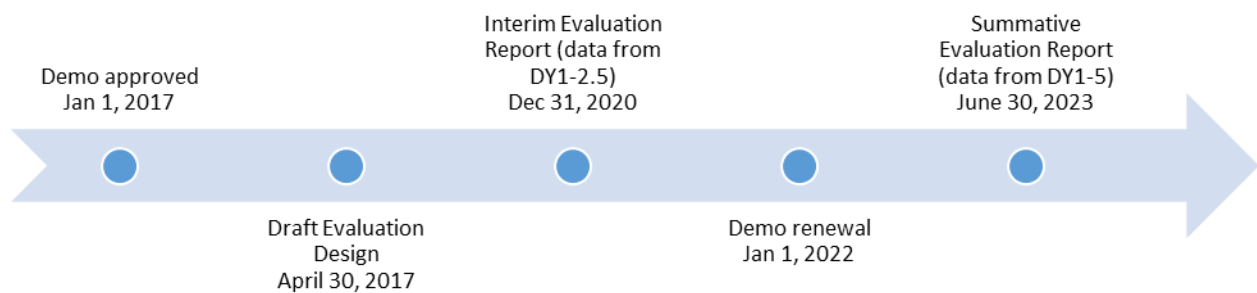 Demo approved
Jan 1, 2017
Draft Evaluation
Design
April 30, 2017
Interim Evaluation
Report (data from
DY1-2.5)
Dec 31, 2020
Demo renewal
Jan 1, 2022
Summative
Evaluation Report
(data from DY1-5)
June 30, 2023